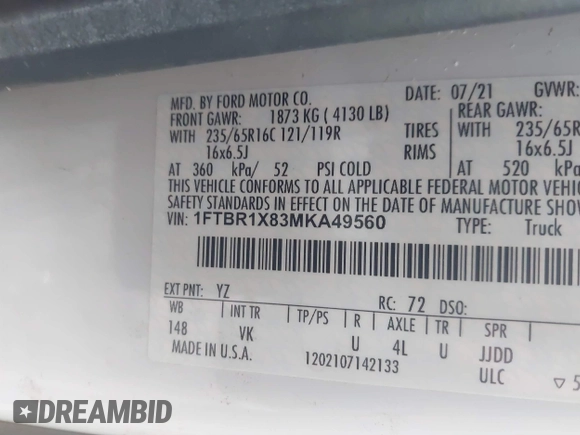 MFD. BY FORD MOTOR CO.
DATE: 07/21 GVWR:
FRONT GAWR: 1873 KG ( 4130 LB)
REAR GAWR:
WITH 235/65R16C 121/119R TIRES WITH 235/65R
16x6.5J RIMS 16x6.5J
AT 360 kPa/ 52 PSI COLD AT 520 kPa
THIS VEHICLE CONFORMS TO ALL APPLICABLE FEDERAL MOTOR VEHIC
SAFETY STANDARDS IN EFFECT ON THE DATE OF MANUFACTURE SHOW
VIN: 1FTBR1X83MKA49560 TYPE: Truck
EXT PNT: YZ RC: 72 DSO:
WB INT TR TP/PS R AXLE TR SPR
148 VK U 4L U JJDD
MADE IN U.S.A. 1202107142133 ULC ▽ 5
DREAMBID